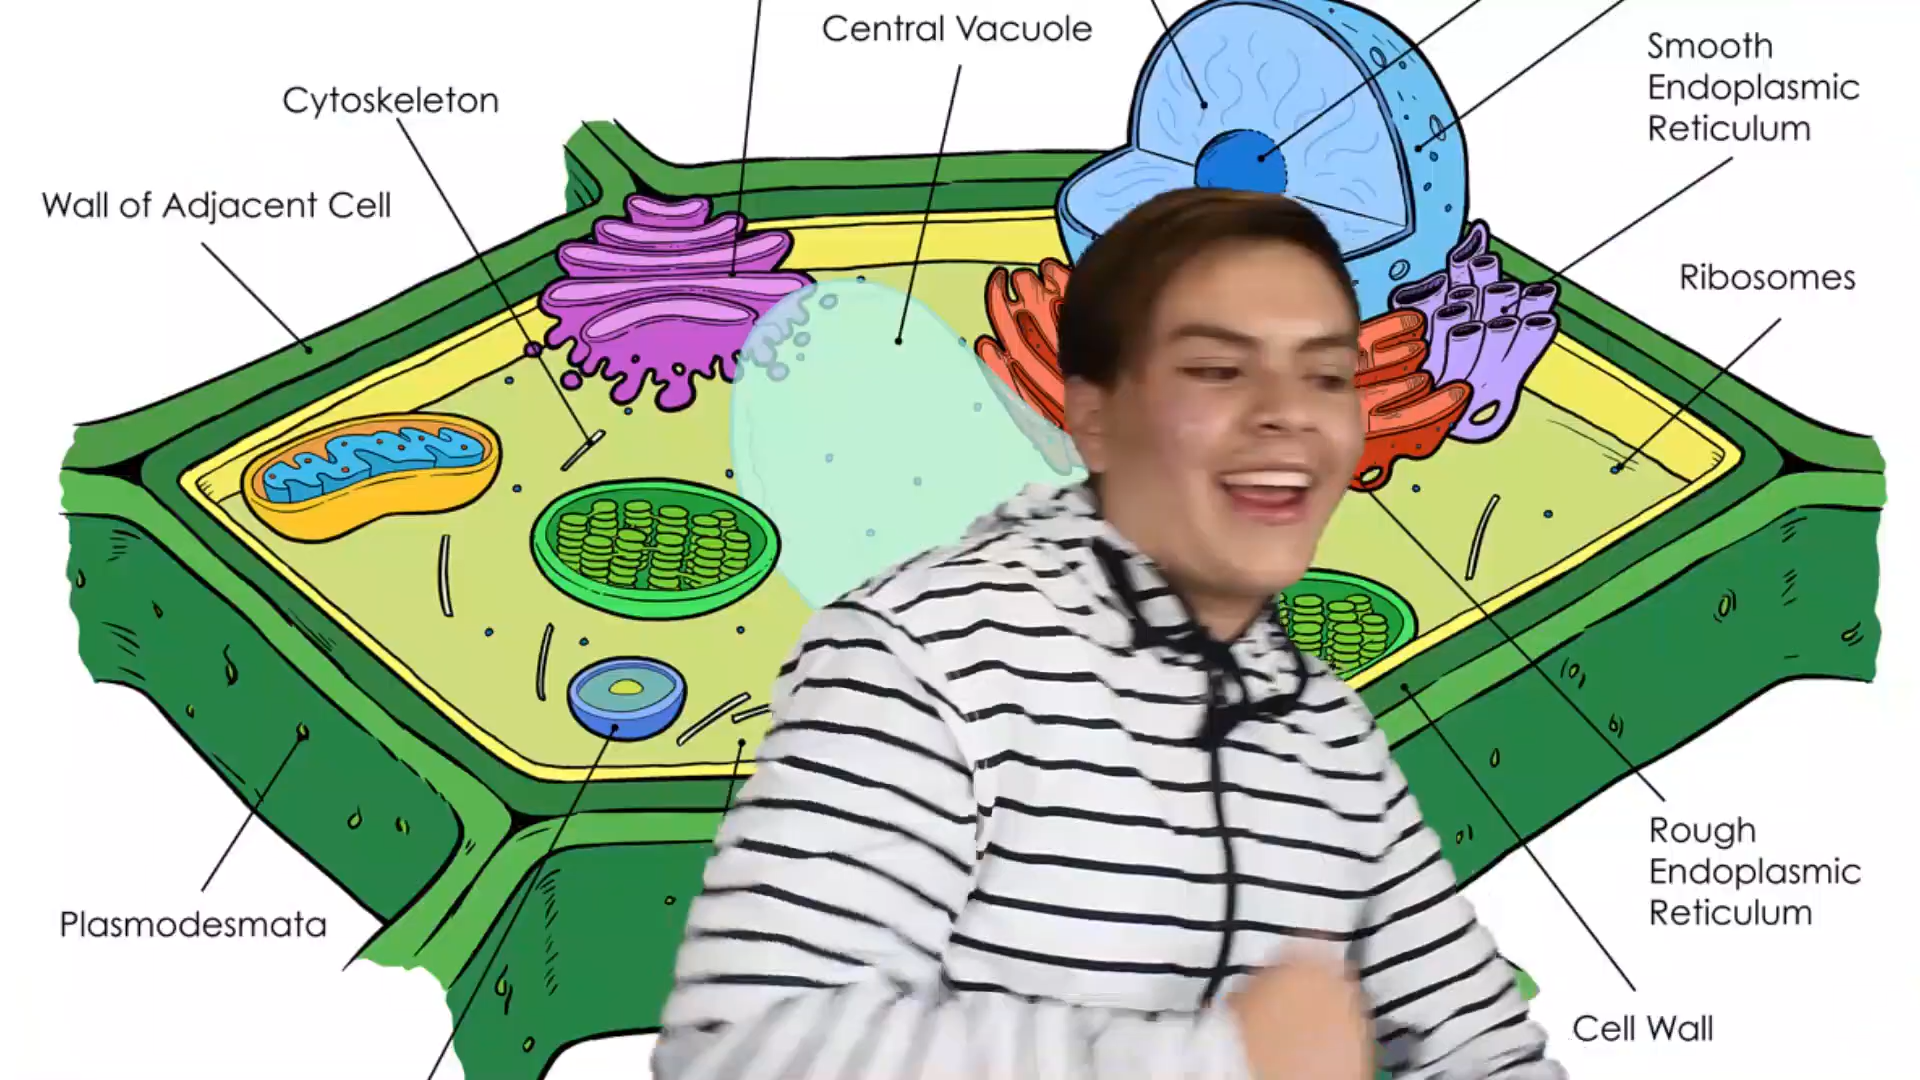 Central Vacuole
Smooth
Endoplasmic
Reticulum
Cytoskeleton
Wall of Adjacent Cell
Ribosomes
Rough
Endoplasmic
Reticulum
Plasmodesmata
Cell Wall